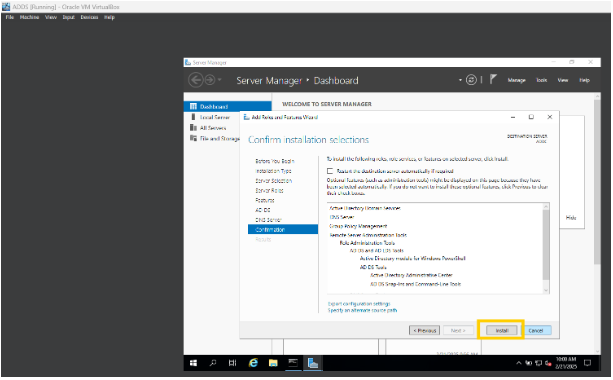 ADDS [Running] - Oracle VM VirtualBox
File Machine View Input Devices Help
Server Manager
Server Manager • Dashboard
Manage Tools View Help
Dashboard
Local Server
All Servers
File and Storage
WELCOME TO SERVER MANAGER
Add Roles and Features Wizard
Confirm installation selections
DESTINATION SERVER
Before You Begin
Installation Type
Server Selection
Server Roles
Features
AD DS
DNS Server
Confirmation
Results
To install the following roles, role services, or features on selected server, click Install.
Restart the destination server automatically if required
Optional features (such as administration tools) might be displayed on this page because they have
been selected automatically. If you do not want to install these optional features, click Previous to clear
their check boxes.
Active Directory Domain Services
DNS Server
Group Policy Management
Remote Server Administration Tools
Role Administration Tools
AD DS and AD LDS Tools
Active Directory module for Windows PowerShell
AD DS Tools
Active Directory Administrative Center
AD DS Snap-Ins and Command-Line Tools
Export configuration settings
Specify an alternate source path
< Previous
Next >
Install
Cancel
Hide
10:00 AM
2/21/2025